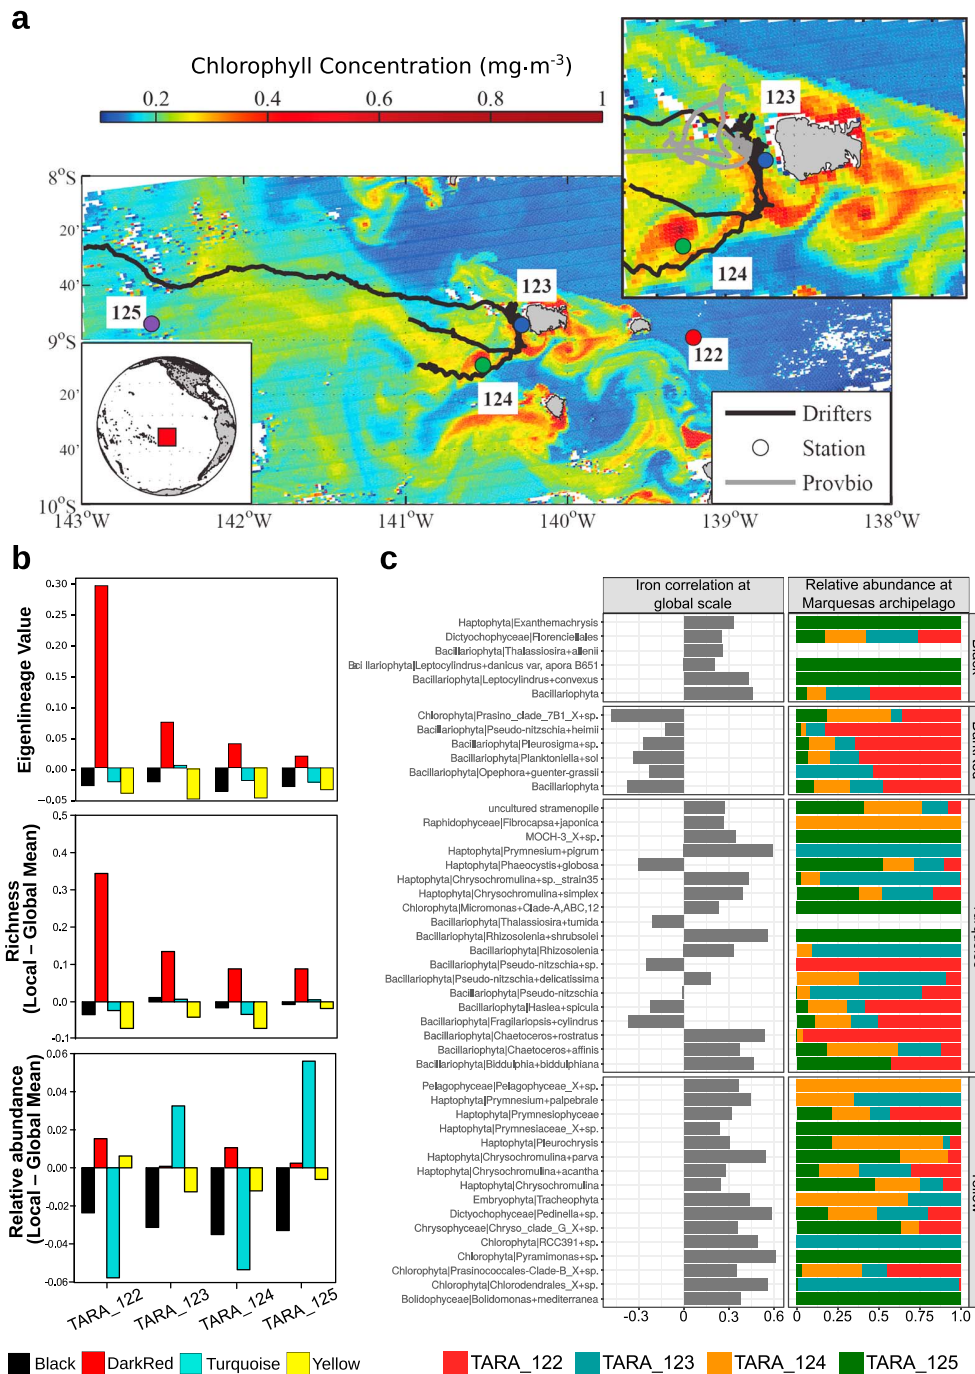 a
Chlorophyll Concentration (mg·m-3)
0.2 0.4 0.6 0.8 1
123
124
8°S
20'
40'
9°S
20'
40'
10°S
125
123
122
124
Drifters
Station
Provbio
143°W 142°W 141°W 140°W 139°W 138°W
b
Eigenlineage Value
0.30
0.25
0.20
0.15
0.10
0.05
0.00
−0.05
Richness
(Local – Global Mean)
0.5
0.4
0.3
0.2
0.1
0.0
-0.1
Relative abundance
(Local – Global Mean)
0.06
0.04
0.02
0.00
-0.02
-0.04
-0.06
TARA_122 TARA_123 TARA_124 TARA_125
Black DarkRed Turquoise Yellow
c
Iron correlation at
global scale
Relative abundance at
Marquesas archipelago
Haptophyta|Exanthemachrysis
Dictyochophyceae|Florenciellales
Bacillariophyta|Thalassiosira+allenii
Bacillariophyta|Leptocylindrus+danicus var, apora B651
Bacillariophyta|Leptocylindrus+convexus
Bacillariophyta
Chlorophyta|Prasino_clade_7B1_X+sp.
Bacillariophyta|Pseudo-nitzschia+heimii
Bacillariophyta|Pleurosigma+sp.
Bacillariophyta|Planktoniella+sol
Bacillariophyta|Opephora+guenter-grassii
Bacillariophyta
uncultured stramenopile
Raphidophyceae|Fibrocapsa+japonica
MOCH-3_X+sp.
Haptophyta|Prymnesium+pigrum
Haptophyta|Phaeocystis+globosa
Haptophyta|Chrysochromulina+sp._strain35
Haptophyta|Chrysochromulina+simplex
Chlorophyta|Micromonas+Clade-A,ABC,12
Bacillariophyta|Thalassiosira+tumida
Bacillariophyta|Rhizosolenia+shrubsolei
Bacillariophyta|Rhizosolenia
Bacillariophyta|Pseudo-nitzschia+sp.
Bacillariophyta|Pseudo-nitzschia+delicatissima
Bacillariophyta|Pseudo-nitzschia
Bacillariophyta|Haslea+spicula
Bacillariophyta|Fragilariopsis+cylindrus
Bacillariophyta|Chaetoceros+rostratus
Bacillariophyta|Chaetoceros+affinis
Bacillariophyta|Biddulphia+biddulphiana
Pelagophyceae|Pelagophyceae_X+sp.
Haptophyta|Prymnesium+palpebrale
Haptophyta|Prymnesiophyceae
Haptophyta|Prymnesiaceae_X+sp.
Haptophyta|Pleurochrysis
Haptophyta|Chrysochromulina+parva
Haptophyta|Chrysochromulina+acantha
Haptophyta|Chrysochromulina
Embryophyta|Tracheophyta
Dictyochophyceae|Pedinella+sp.
Chrysophyceae|Chryso_clade_G_X+sp.
Chlorophyta|RCC391+sp.
Chlorophyta|Pyramimonas+sp.
Chlorophyta|Prasinococcales-Clade-B_X+sp.
Chlorophyta|Chlorodendrales_X+sp.
Bolidophyceae|Bolidomonas+mediterranea
-0.3 0 0.3 0.6
0.0 0.25 0.5 0.75 1.0
TARA_122 TARA_123 TARA_124 TARA_125